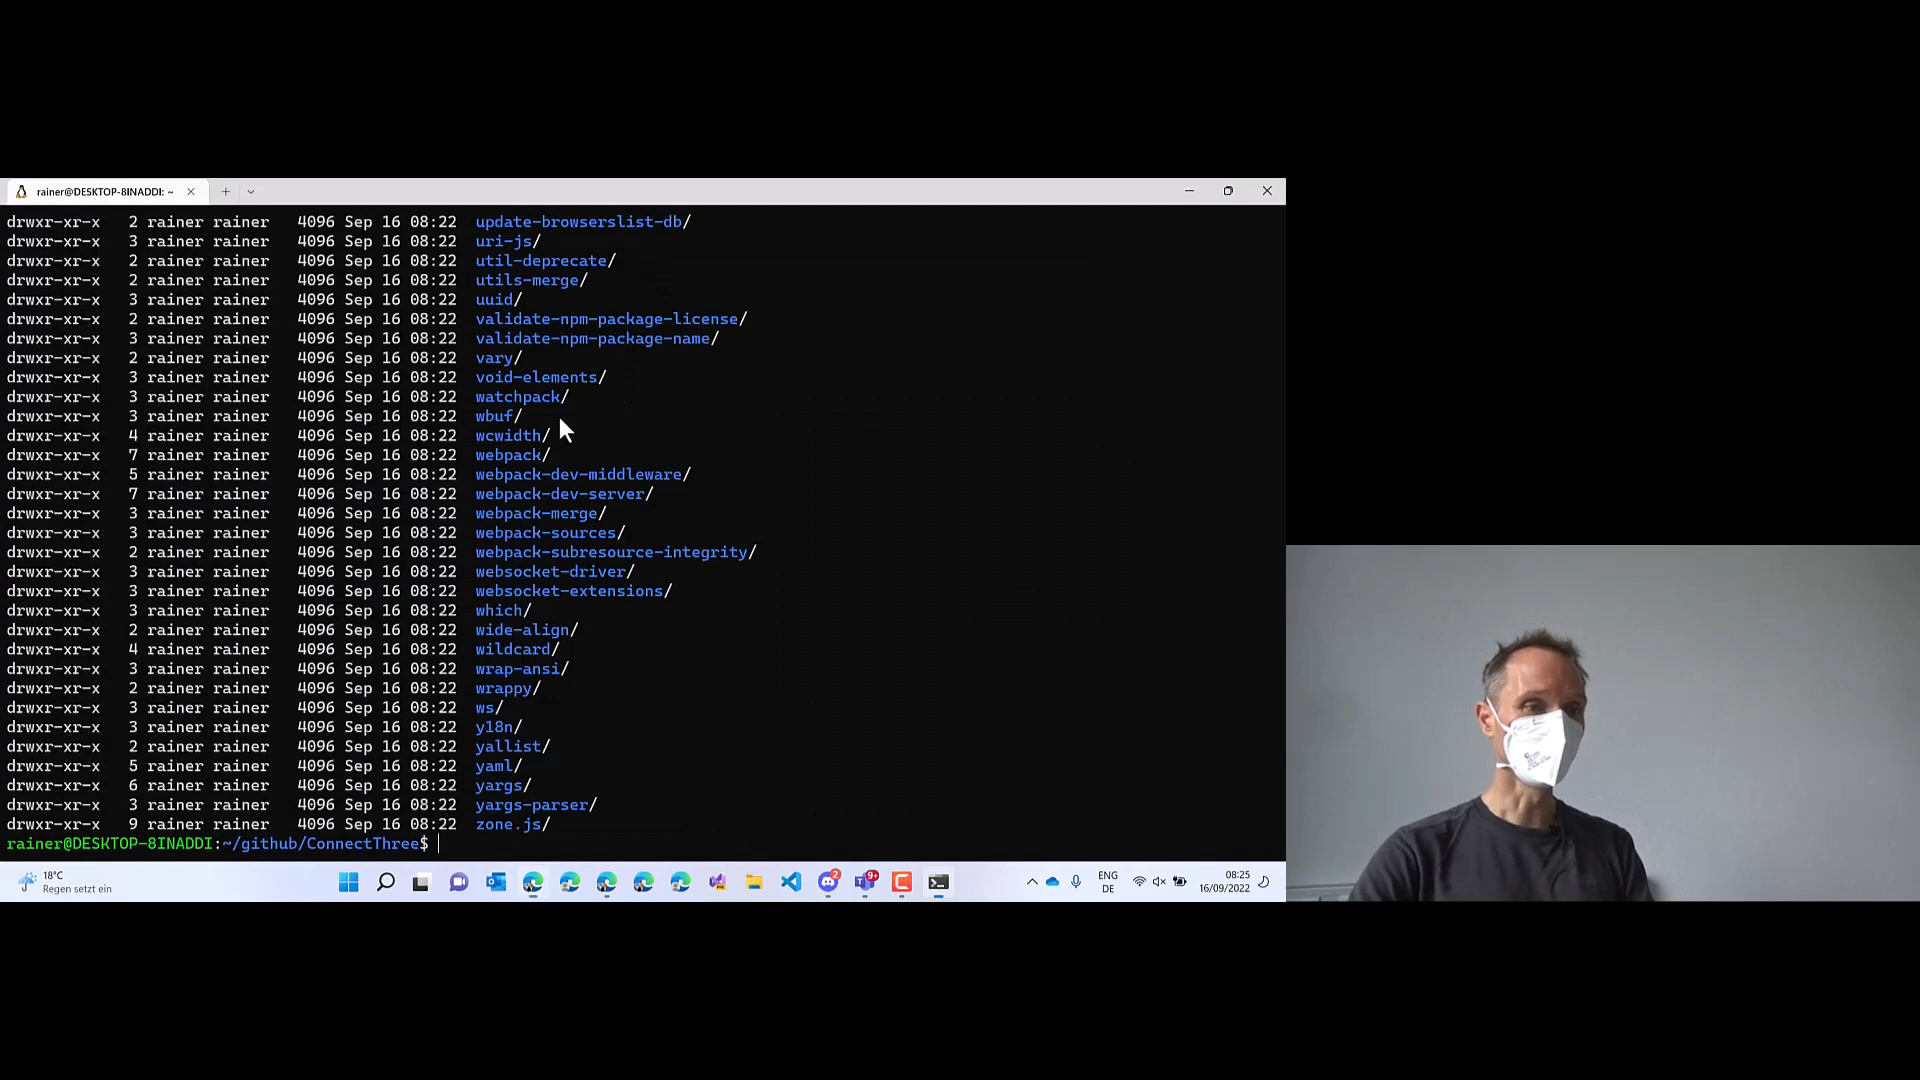 rainer@DESKTOP-8INADDI: ~
drwxr-xr-x 2 rainer rainer 4096 Sep 16 08:22 update-browserslist-db/
drwxr-xr-x 3 rainer rainer 4096 Sep 16 08:22 uri-js/
drwxr-xr-x 2 rainer rainer 4096 Sep 16 08:22 util-deprecate/
drwxr-xr-x 2 rainer rainer 4096 Sep 16 08:22 utils-merge/
drwxr-xr-x 3 rainer rainer 4096 Sep 16 08:22 uuid/
drwxr-xr-x 2 rainer rainer 4096 Sep 16 08:22 validate-npm-package-license/
drwxr-xr-x 3 rainer rainer 4096 Sep 16 08:22 validate-npm-package-name/
drwxr-xr-x 2 rainer rainer 4096 Sep 16 08:22 vary/
drwxr-xr-x 3 rainer rainer 4096 Sep 16 08:22 void-elements/
drwxr-xr-x 3 rainer rainer 4096 Sep 16 08:22 watchpack/
drwxr-xr-x 3 rainer rainer 4096 Sep 16 08:22 wbuf/
drwxr-xr-x 4 rainer rainer 4096 Sep 16 08:22 wcwidth/
drwxr-xr-x 7 rainer rainer 4096 Sep 16 08:22 webpack/
drwxr-xr-x 5 rainer rainer 4096 Sep 16 08:22 webpack-dev-middleware/
drwxr-xr-x 7 rainer rainer 4096 Sep 16 08:22 webpack-dev-server/
drwxr-xr-x 3 rainer rainer 4096 Sep 16 08:22 webpack-merge/
drwxr-xr-x 3 rainer rainer 4096 Sep 16 08:22 webpack-sources/
drwxr-xr-x 2 rainer rainer 4096 Sep 16 08:22 webpack-subresource-integrity/
drwxr-xr-x 3 rainer rainer 4096 Sep 16 08:22 websocket-driver/
drwxr-xr-x 3 rainer rainer 4096 Sep 16 08:22 websocket-extensions/
drwxr-xr-x 3 rainer rainer 4096 Sep 16 08:22 which/
drwxr-xr-x 2 rainer rainer 4096 Sep 16 08:22 wide-align/
drwxr-xr-x 4 rainer rainer 4096 Sep 16 08:22 wildcard/
drwxr-xr-x 3 rainer rainer 4096 Sep 16 08:22 wrap-ansi/
drwxr-xr-x 2 rainer rainer 4096 Sep 16 08:22 wrappy/
drwxr-xr-x 3 rainer rainer 4096 Sep 16 08:22 ws/
drwxr-xr-x 3 rainer rainer 4096 Sep 16 08:22 y18n/
drwxr-xr-x 2 rainer rainer 4096 Sep 16 08:22 yallist/
drwxr-xr-x 5 rainer rainer 4096 Sep 16 08:22 yaml/
drwxr-xr-x 6 rainer rainer 4096 Sep 16 08:22 yargs/
drwxr-xr-x 3 rainer rainer 4096 Sep 16 08:22 yargs-parser/
drwxr-xr-x 9 rainer rainer 4096 Sep 16 08:22 zone.js/
rainer@DESKTOP-8INADDI:~/github/ConnectThree$
18°C
Regen setzt ein
2
9+
ENG
DE
08:25
16/09/2022